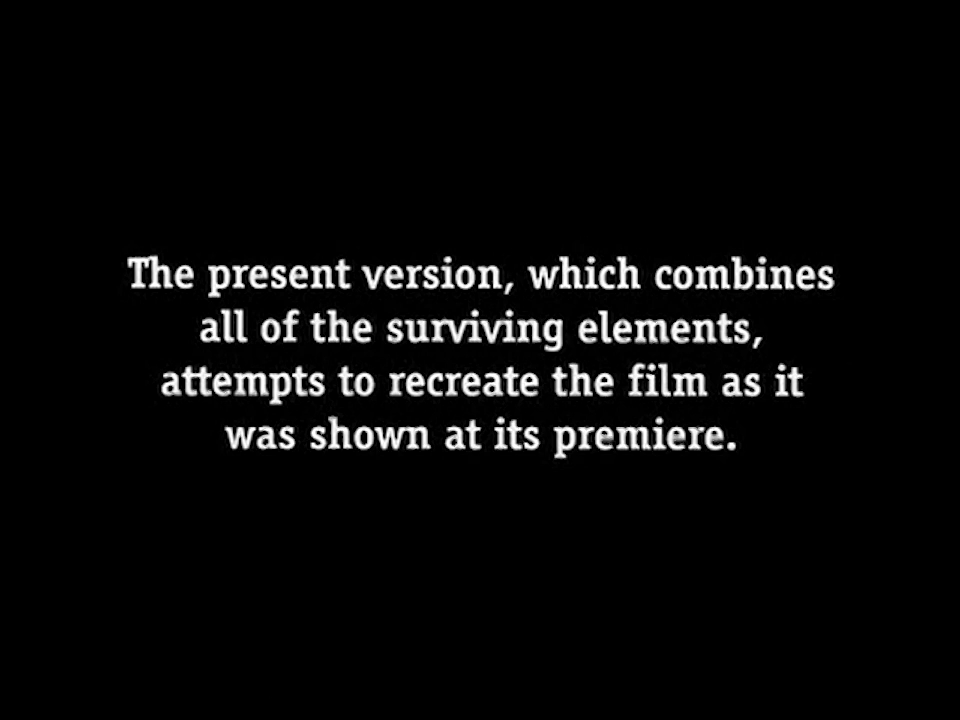 The present version, which combines
all of the surviving elements,
attempts to recreate the film as it
was shown at its premiere.